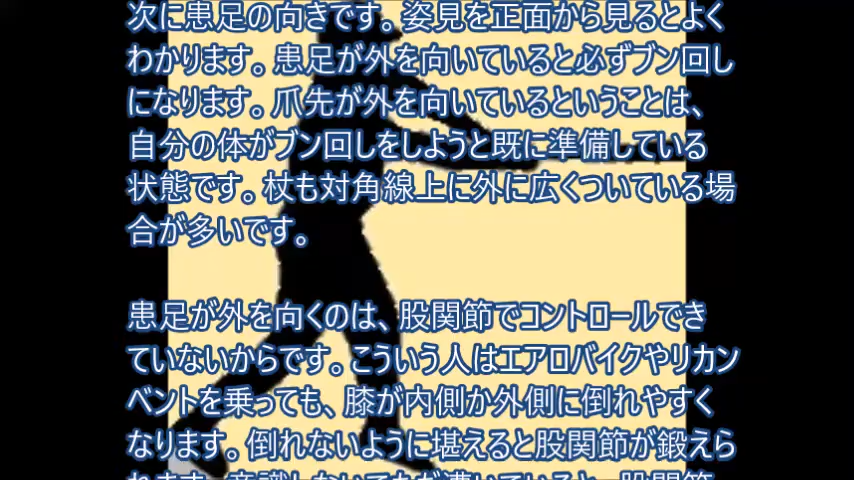 次に患足の向きです。姿見を正面から見るとよく
わかります。患足が外を向いていると必ずブン回し
になります。爪先が外を向いているということは、
自分の体がブン回しをしようと既に準備している
状態です。杖も対角線上に外に広くついている場
合が多いです。
患足が外を向くのは、股関節でコントロールでき
ていないからです。こういう人はエアロバイクやリカン
ベントを乗っても、膝が内側か外側に倒れやすく
なります。倒れないように堪えると股関節が鍛えら